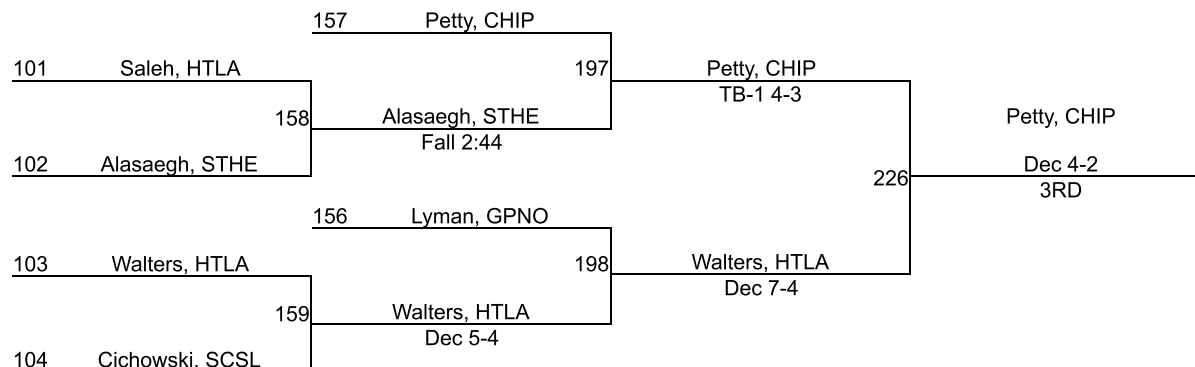 157 Petty, CHIP
101 Saleh, HTLA
197
Petty, CHIP
TB-1 4-3
158
Alasaegh, STHE
Fall 2:44
Petty, CHIP
102 Alasaegh, STHE
Dec 4-2
226
3RD
156 Lyman, GPNO
103 Walters, HTLA
198
Walters, HTLA
Dec 7-4
159
Walters, HTLA
Dec 5-4
104 Cichowski, SCSL